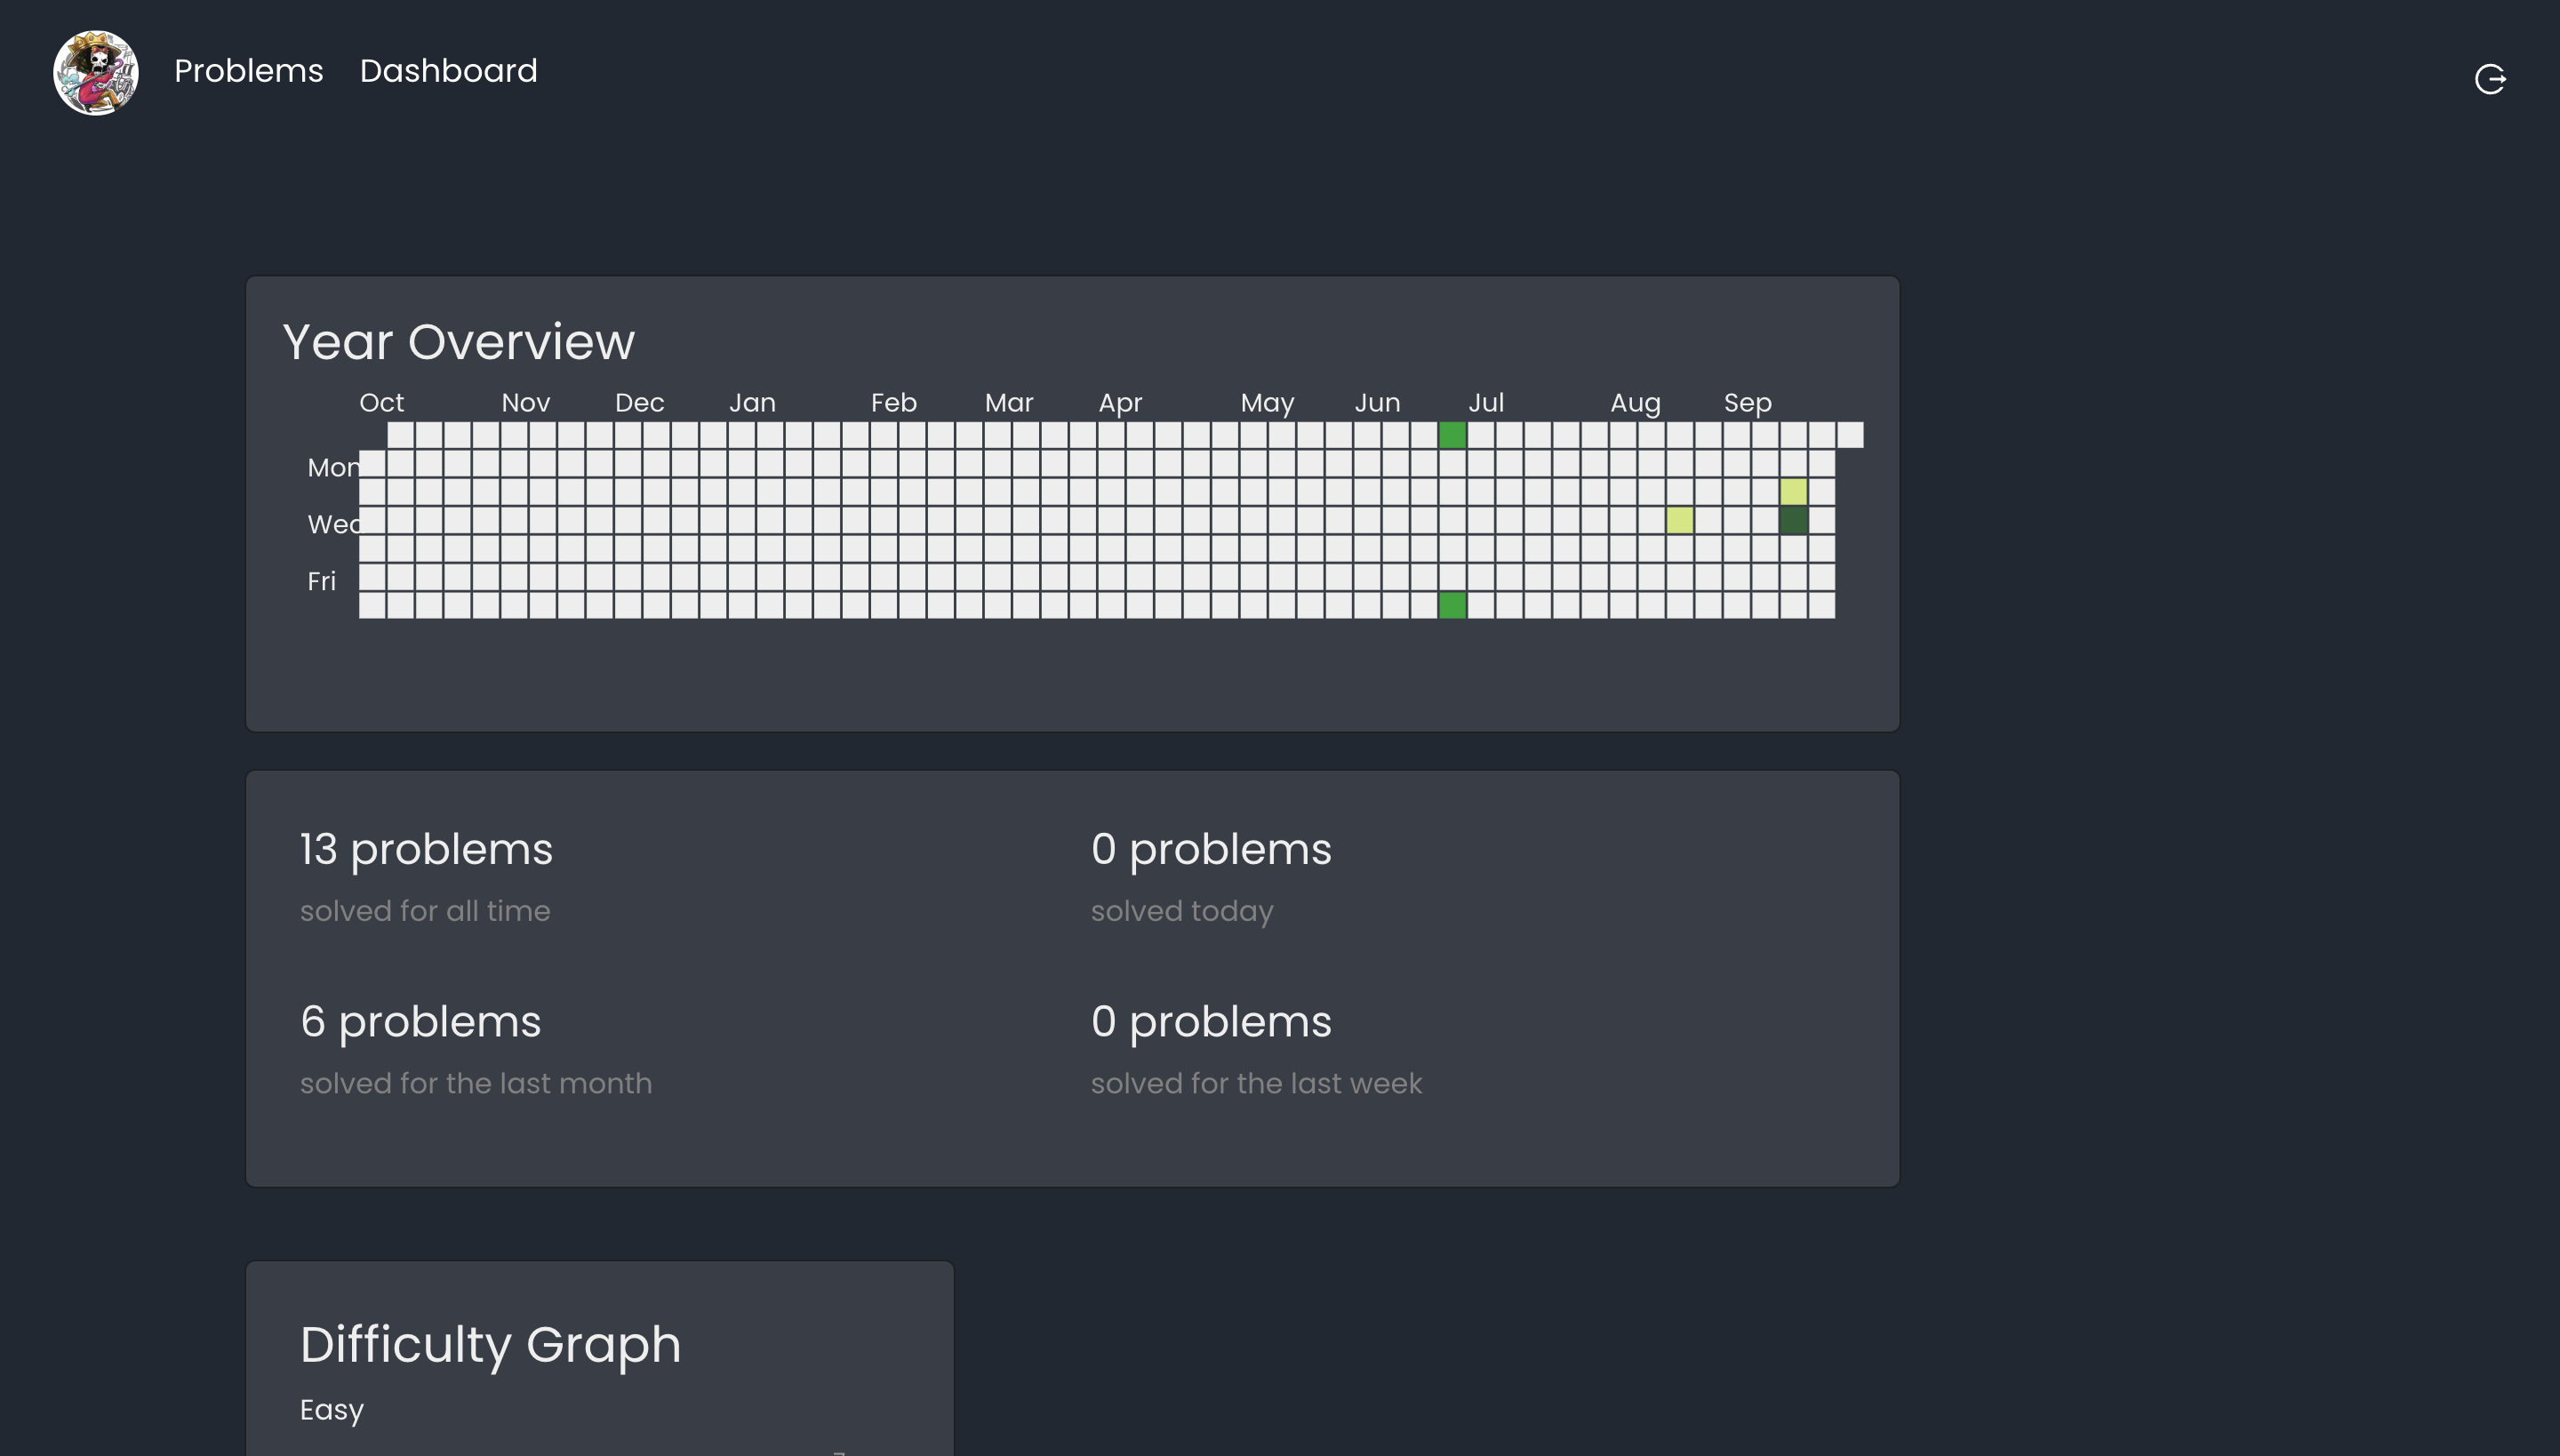 Problems Dashboard
Year Overview
Oct Nov Dec Jan Feb Mar Apr May Jun Jul Aug Sep
Mon
Wed
Fri
13 problems
solved for all time
0 problems
solved today
6 problems
solved for the last month
0 problems
solved for the last week
Difficulty Graph
Easy